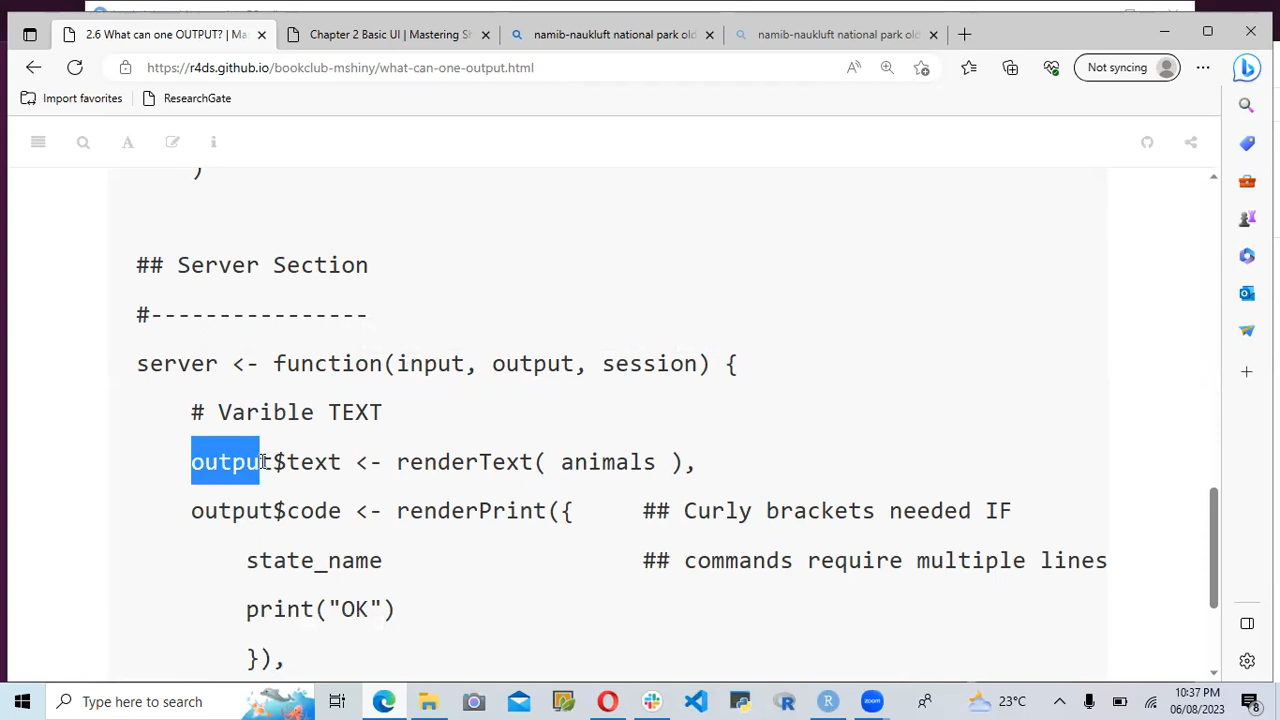 2.6 What can one OUTPUT? | Ma
Chapter 2 Basic UI | Mastering Sh
namib-naukluft national park old
namib-naukluft national park old
https://r4ds.github.io/bookclub-mshiny/what-can-one-output.html
Not syncing
Import favorites
ResearchGate
)
## Server Section
#---------------
server <- function(input, output, session) {
# Varible TEXT
output$text <- renderText( animals ),
output$code <- renderPrint({ ## Curly brackets needed IF
state_name ## commands require multiple lines
print("OK")
}),
Type here to search
23°C
10:37 PM
06/08/2023
8